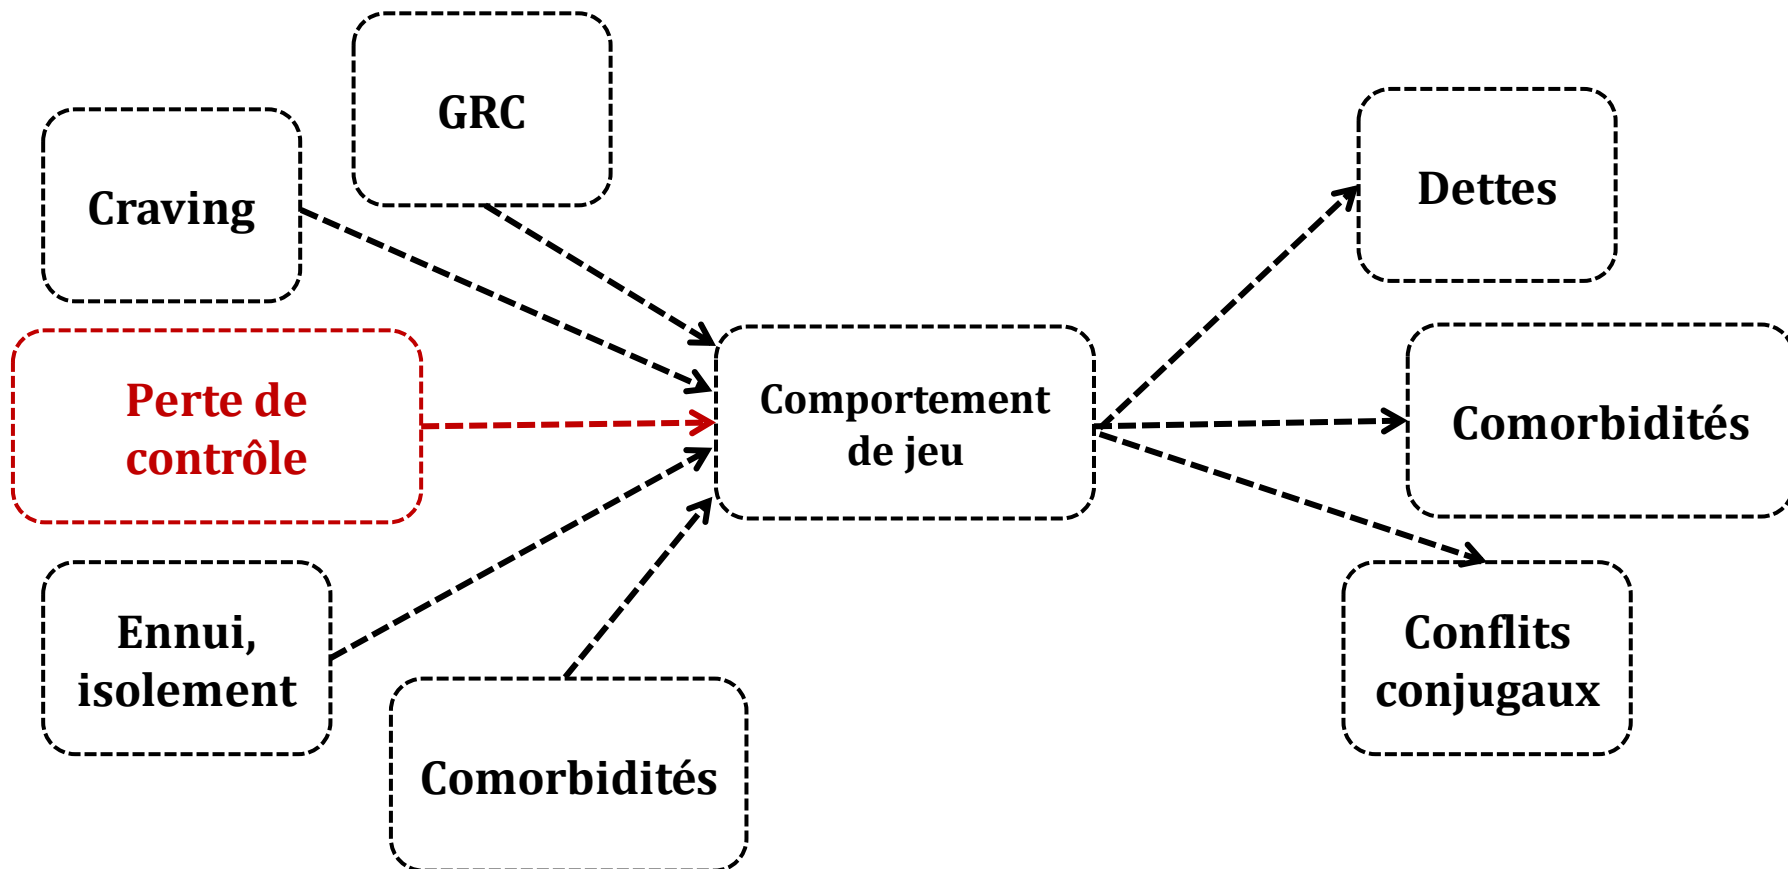 GRC
Craving
Perte de
contrôle
Ennui,
isolement
Comorbidités
Comportement
de jeu
Dettes
Comorbidités
Conflits
conjugaux